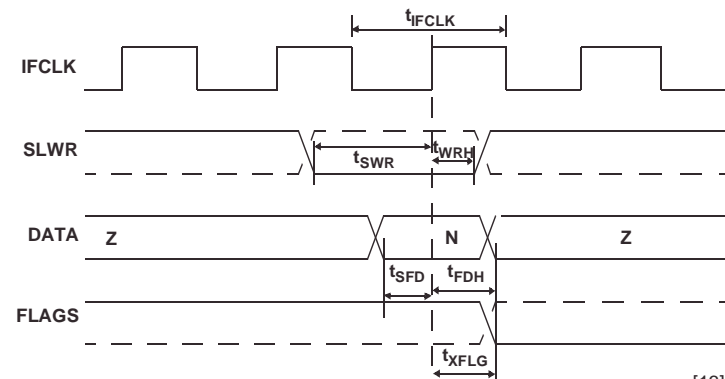 tIFCLK
IFCLK
SLWR
tSWR
tWRH
DATA
Z
N
Z
tSFD
tFDH
FLAGS
tXFLG